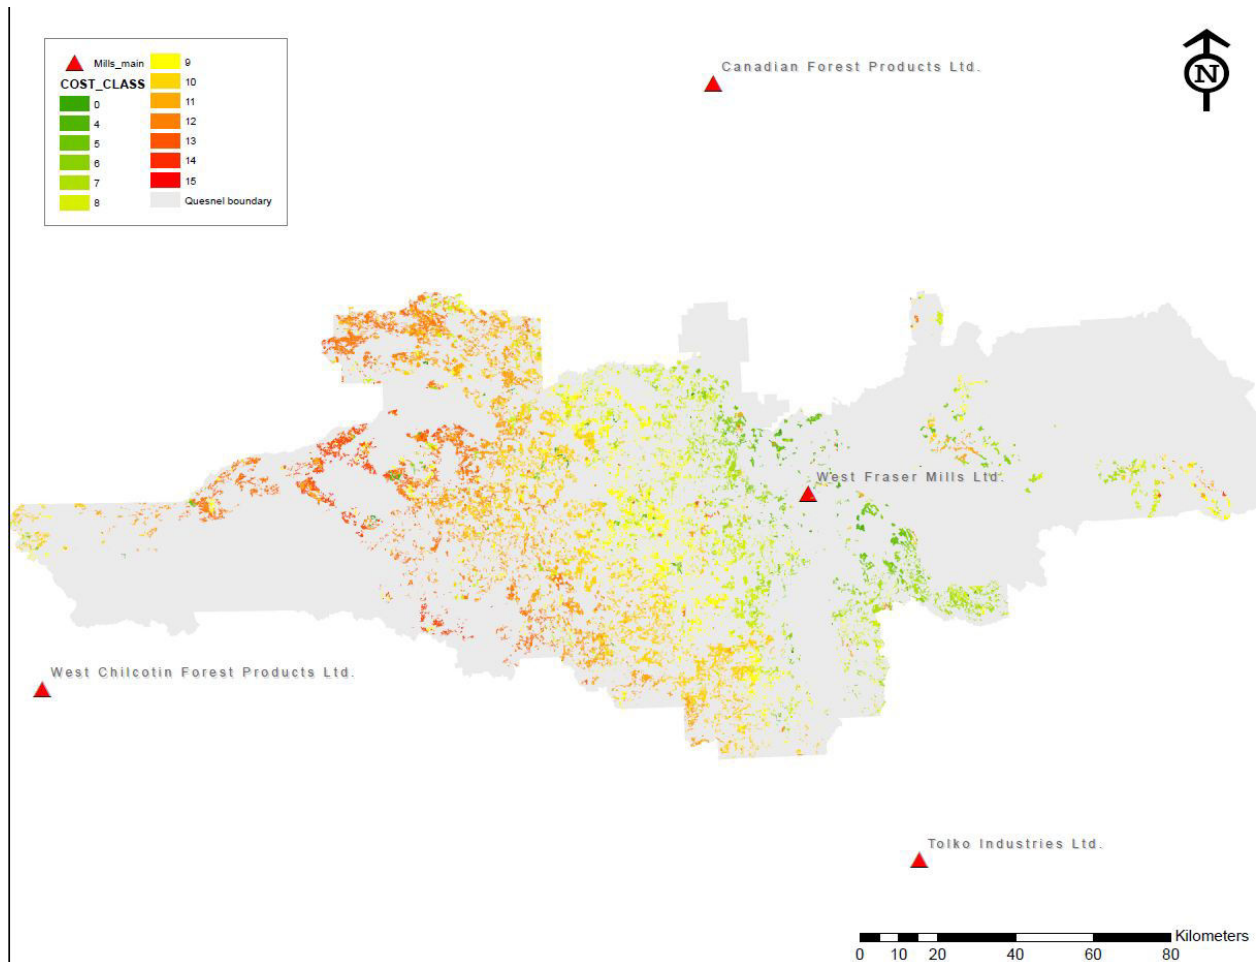 Mills_main
COST_CLASS
0
4
5
6
7
8
9
10
11
12
13
14
15
Quesnel boundary
Canadian Forest Products Ltd.
N
West Fraser Mills Ltd.
West Chilcotin Forest Products Ltd.
Tolko Industries Ltd.
Kilometers
0 10 20 40 60 80